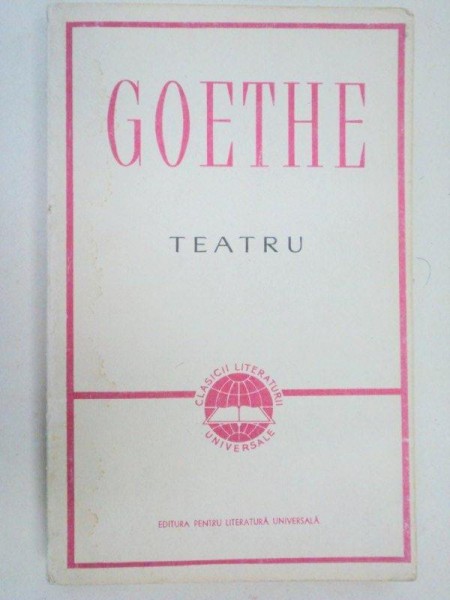 GOETHE
TEATRU
CLASICII LITERATURII
UNIVERSALE
EDITURA PENTRU LITERATURĂ UNIVERSALĂ